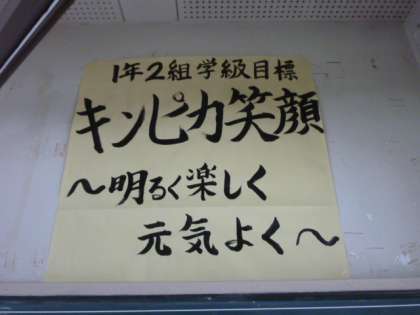 1年2組学級目標
キンピカ笑顔
～明るく楽しく
元気よく～